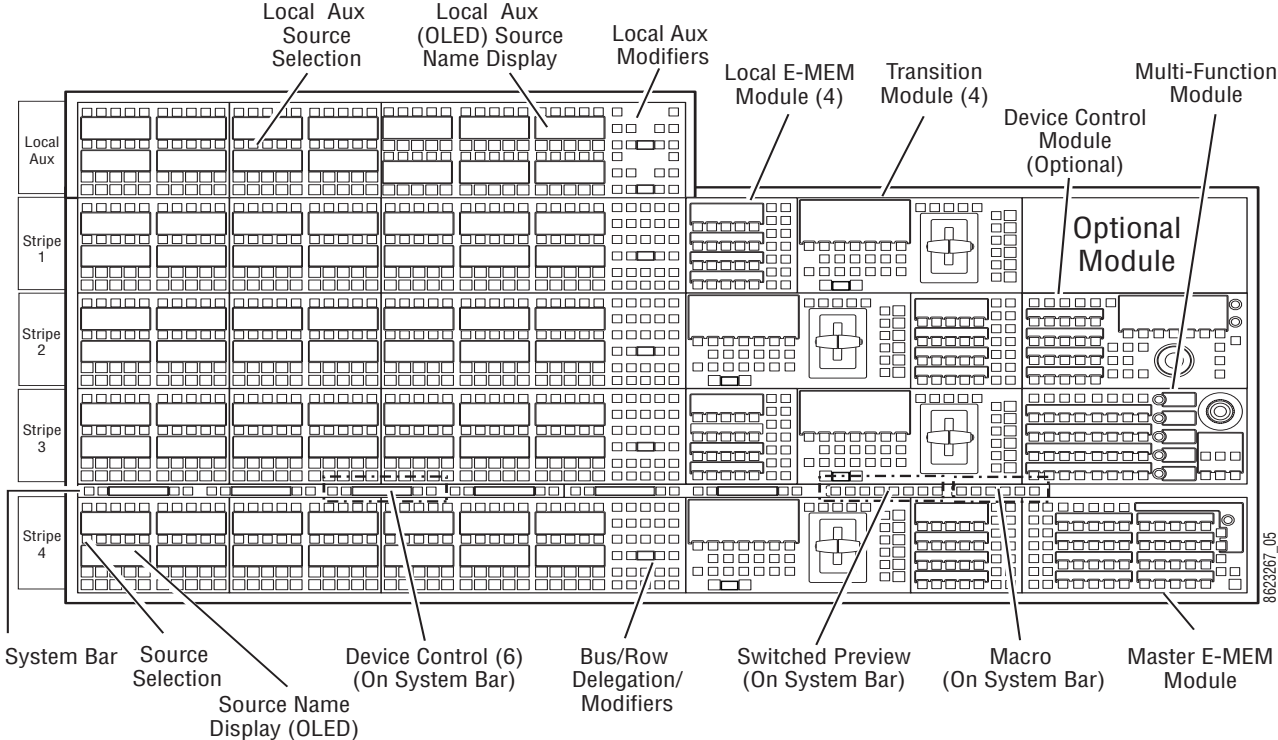 Local Aux
Source
Selection
Local Aux
(OLED) Source
Name Display
Local Aux
Modifiers
Local E-MEM
Module (4)
Transition
Module (4)
Multi-Function
Module
Device Control
Module
(Optional)
Local
Aux
Stripe
1
Optional
Module
Stripe
2
Stripe
3
Stripe
4
8623267_05
System Bar
Source
Selection
Source Name
Display (OLED)
Device Control (6)
(On System Bar)
Bus/Row
Delegation/
Modifiers
Switched Preview
(On System Bar)
Macro
(On System Bar)
Master E-MEM
Module